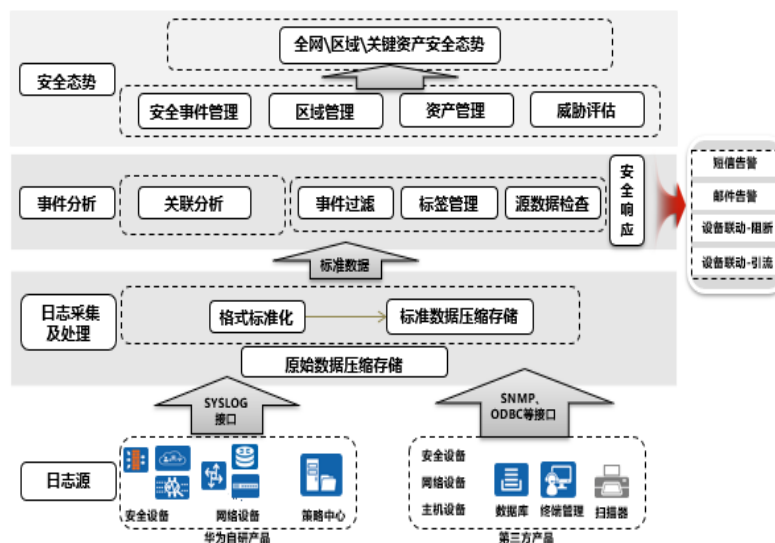 全网\区域\关键资产安全态势
安全态势
安全事件管理
区域管理
资产管理
威胁评估
事件分析
关联分析
事件过滤
标签管理
源数据检查
安全响应
短信告警
邮件告警
设备联动-阻断
设备联动-引流
标准数据
日志采集
及处理
格式标准化
标准数据压缩存储
原始数据压缩存储
SYSLOG
接口
SNMP、
ODBC等接口
日志源
安全设备
网络设备
策略中心
华为自研产品
安全设备
网络设备
主机设备
数据库
终端管理
扫描器
第三方产品